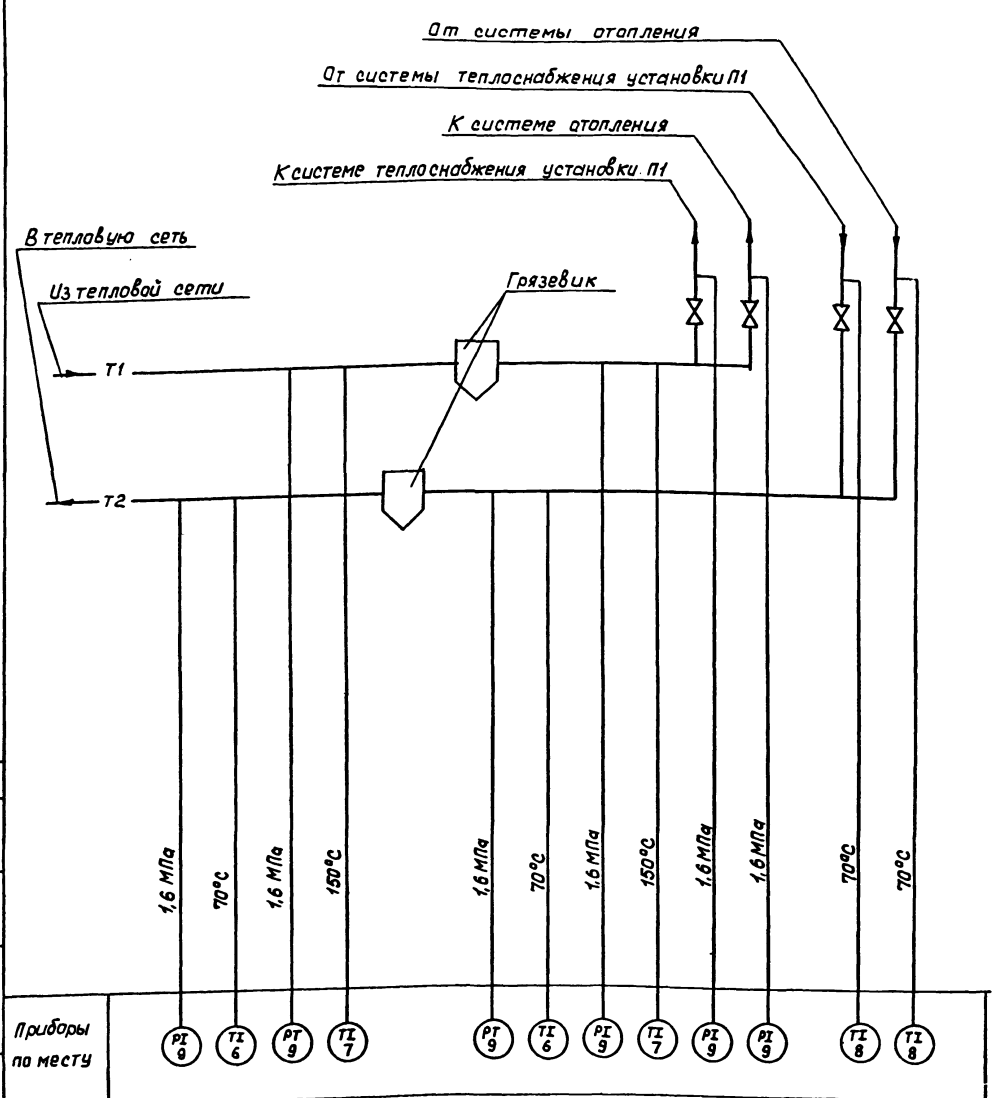 От системы отопления
От системы теплоснабжения установки П1
К системе отопления
К системе теплоснабжения установки П1
В тепловую сеть
Из тепловой сети
Грязевик
Т1
Т2
1,6 МПа
70°С
1,6 МПа
150°С
1,6 МПа
70°С
1.6 МПа
150°С
1,6 МПа
1,6 МПа
70°С
70°С
Приборы
по месту
PI
9
TI
6
PT
9
TI
7
PT
9
TI
6
PI
9
TI
7
PI
9
PI
9
TI
8
TI
8